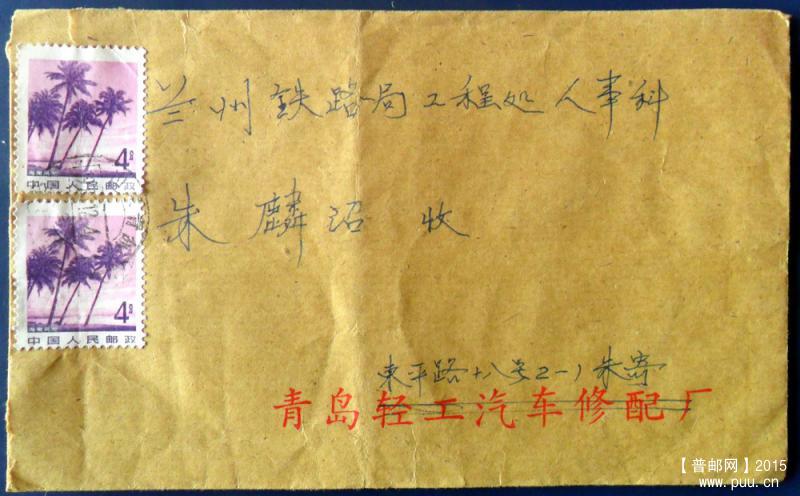 兰州铁路局工程处人事科
朱麟沼 收
东平路十八号2-1 朱寄
青岛轻工汽车修配厂
4分
中国人民邮政
4分
中国人民邮政
【普邮网】2015
www.puu.cn